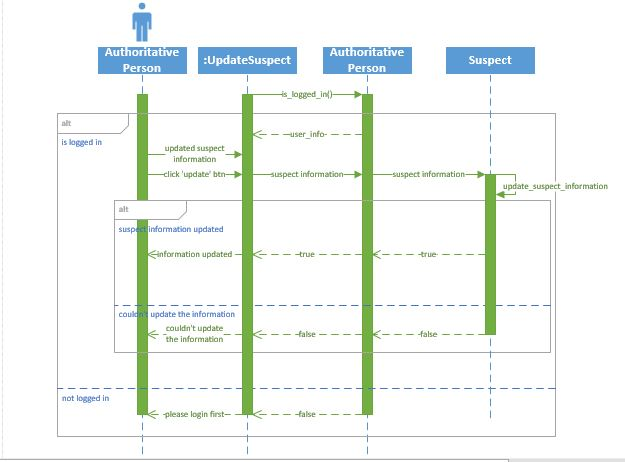 Authoritative
Person
:UpdateSuspect
Authoritative
Person
Suspect
is_logged_in()
alt
is logged in
user_info
updated suspect
information
click 'update' btn
suspect information
suspect information
update_suspect_information
alt
suspect information updated
information updated
true
true
couldn't update the information
couldn't update
the information
false
false
not logged in
please login first
false